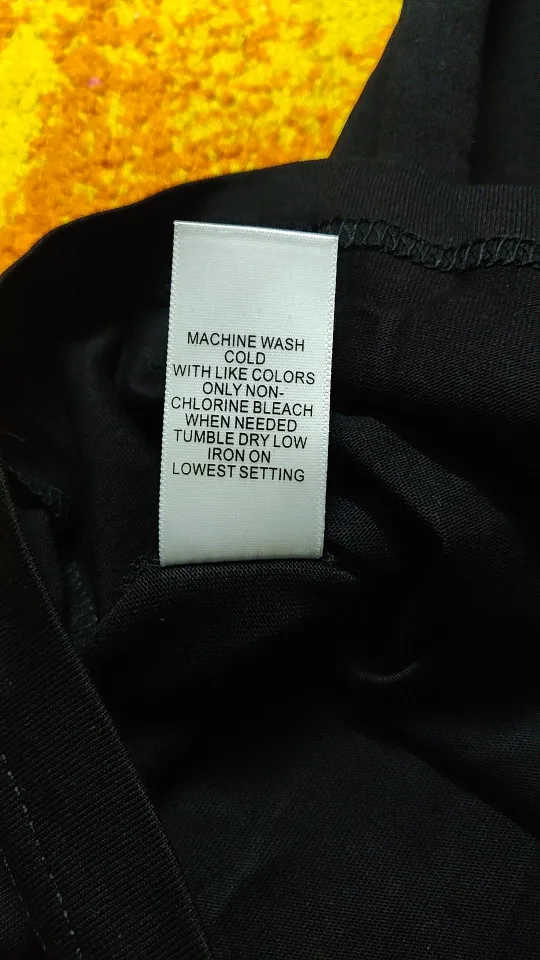 MACHINE WASH
COLD
WITH LIKE COLORS
ONLY NON-
CHLORINE BLEACH
WHEN NEEDED
TUMBLE DRY LOW
IRON ON
LOWEST SETTING